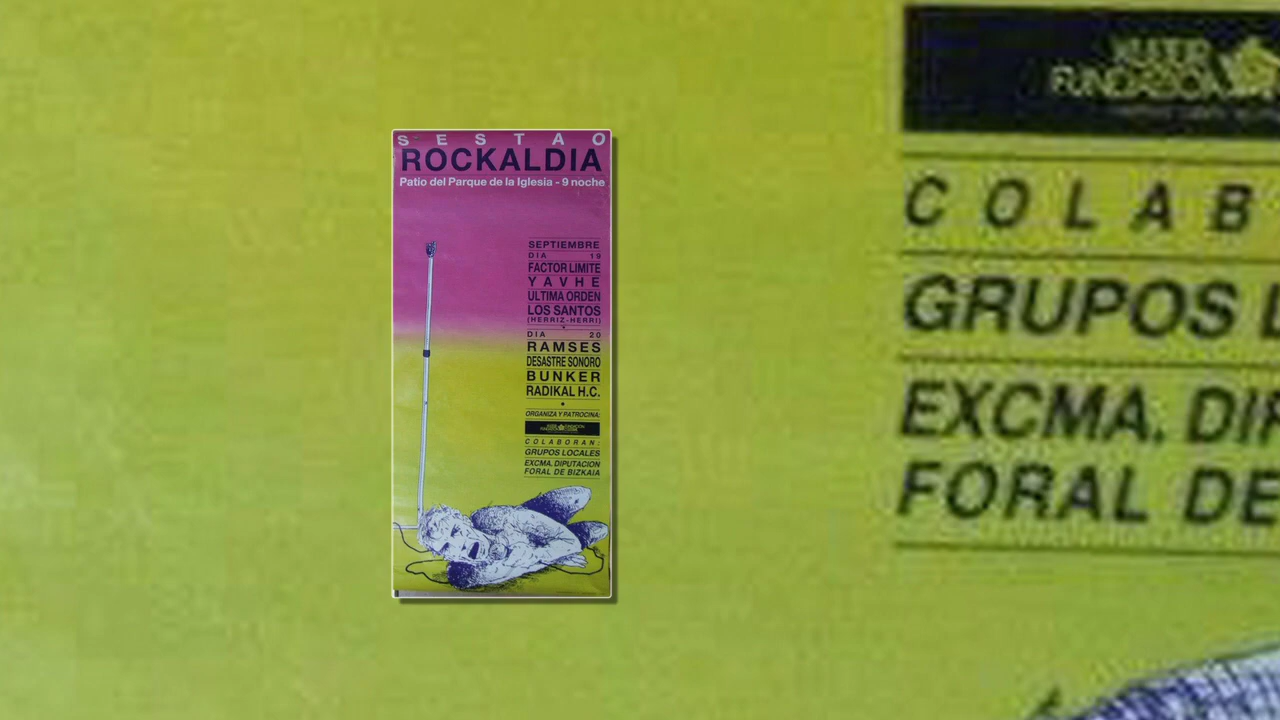 SESTAO
ROCKALDIA
Patio del Parque de la Iglesia - 9 noche
SEPTIEMBRE
DIA 19
FACTOR LIMITE
YAVHE
ULTIMA ORDEN
LOS SANTOS
(HERRIZ-HERRI)
DIA 20
RAMSES
DESASTRE SONORO
BUNKER
RADIKAL H.C.
ORGANIZA Y PATROCINA:
COLABORAN:
GRUPOS LOCALES
EXCMA. DIPUTACION
FORAL DE BIZKAIA
COLAB
GRUPOS L
EXCMA. DI
FORAL DE